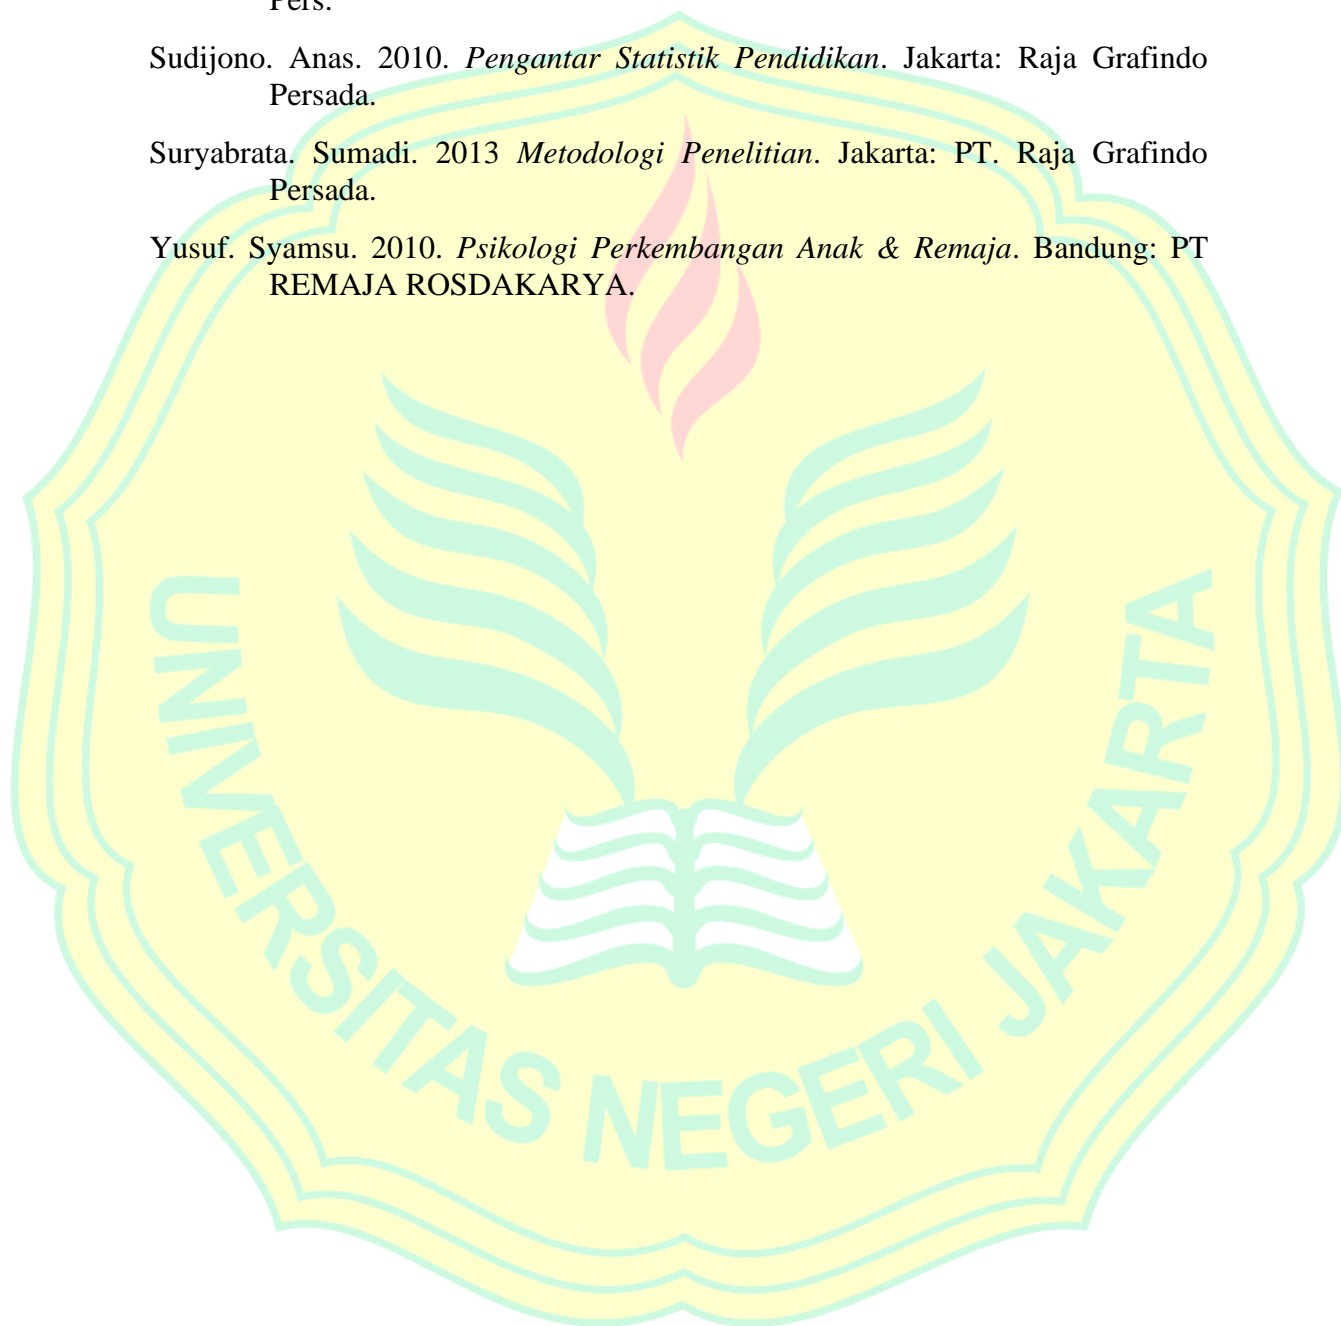 Pers.
Sudijono. Anas. 2010. Pengantar Statistik Pendidikan. Jakarta: Raja Grafindo
Persada.
Suryabrata. Sumadi. 2013 Metodologi Penelitian. Jakarta: PT. Raja Grafindo
Persada.
Yusuf. Syamsu. 2010. Psikologi Perkembangan Anak & Remaja. Bandung: PT
REMAJA ROSDAKARYA.
UNIVERSITAS NEGERI JAKARTA